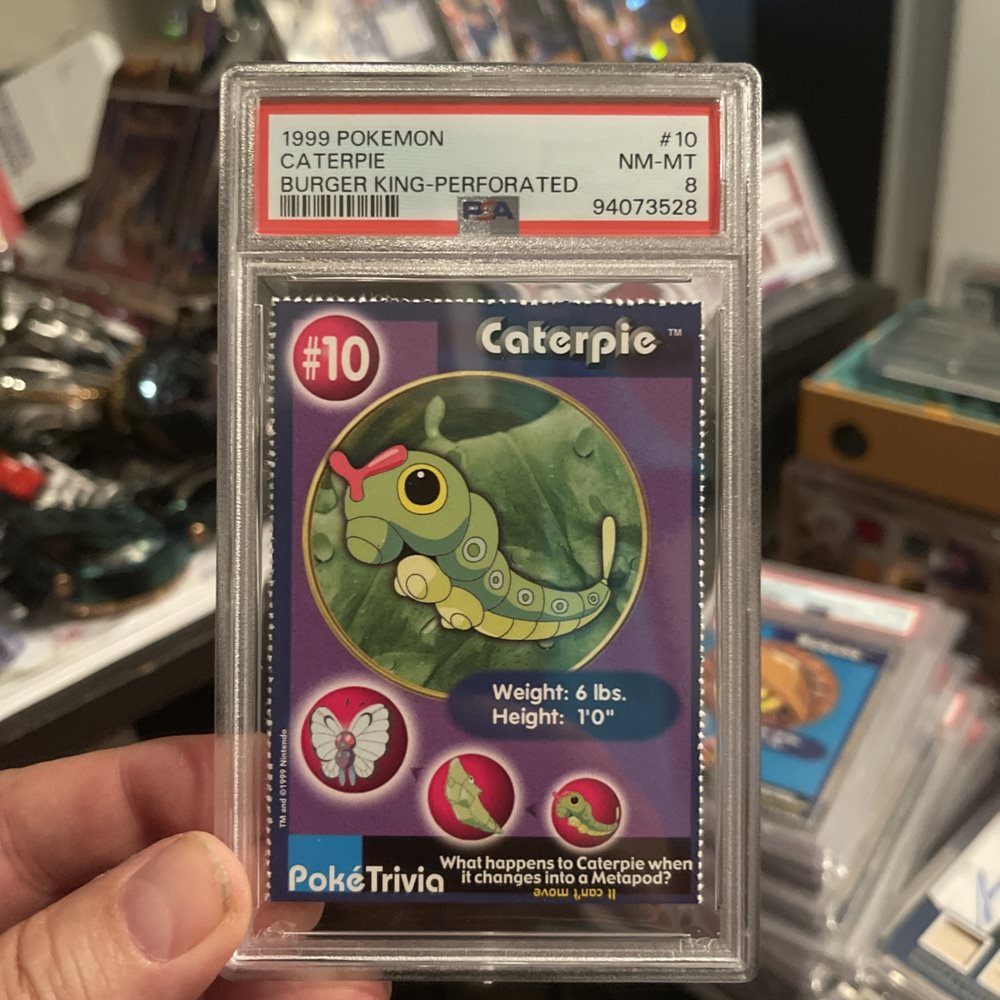 1999 POKEMON #10
CATERPIE NM-MT
BURGER KING-PERFORATED 8
PSA 94073528
#10
Caterpie ™
Weight: 6 lbs.
Height: 1'0"
TM and ©1999 Nintendo
PokéTrivia
What happens to Caterpie when
it changes into a Metapod?
It can't move